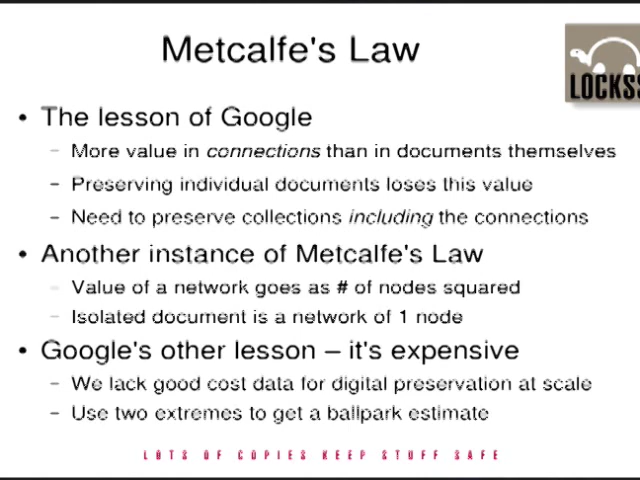 Metcalfe's Law
LOCKSS
• The lesson of Google
– More value in connections than in documents themselves
– Preserving individual documents loses this value
– Need to preserve collections including the connections
• Another instance of Metcalfe's Law
– Value of a network goes as # of nodes squared
– Isolated document is a network of 1 node
• Google's other lesson – it's expensive
– We lack good cost data for digital preservation at scale
– Use two extremes to get a ballpark estimate
LOTS OF COPIES KEEP STUFF SAFE